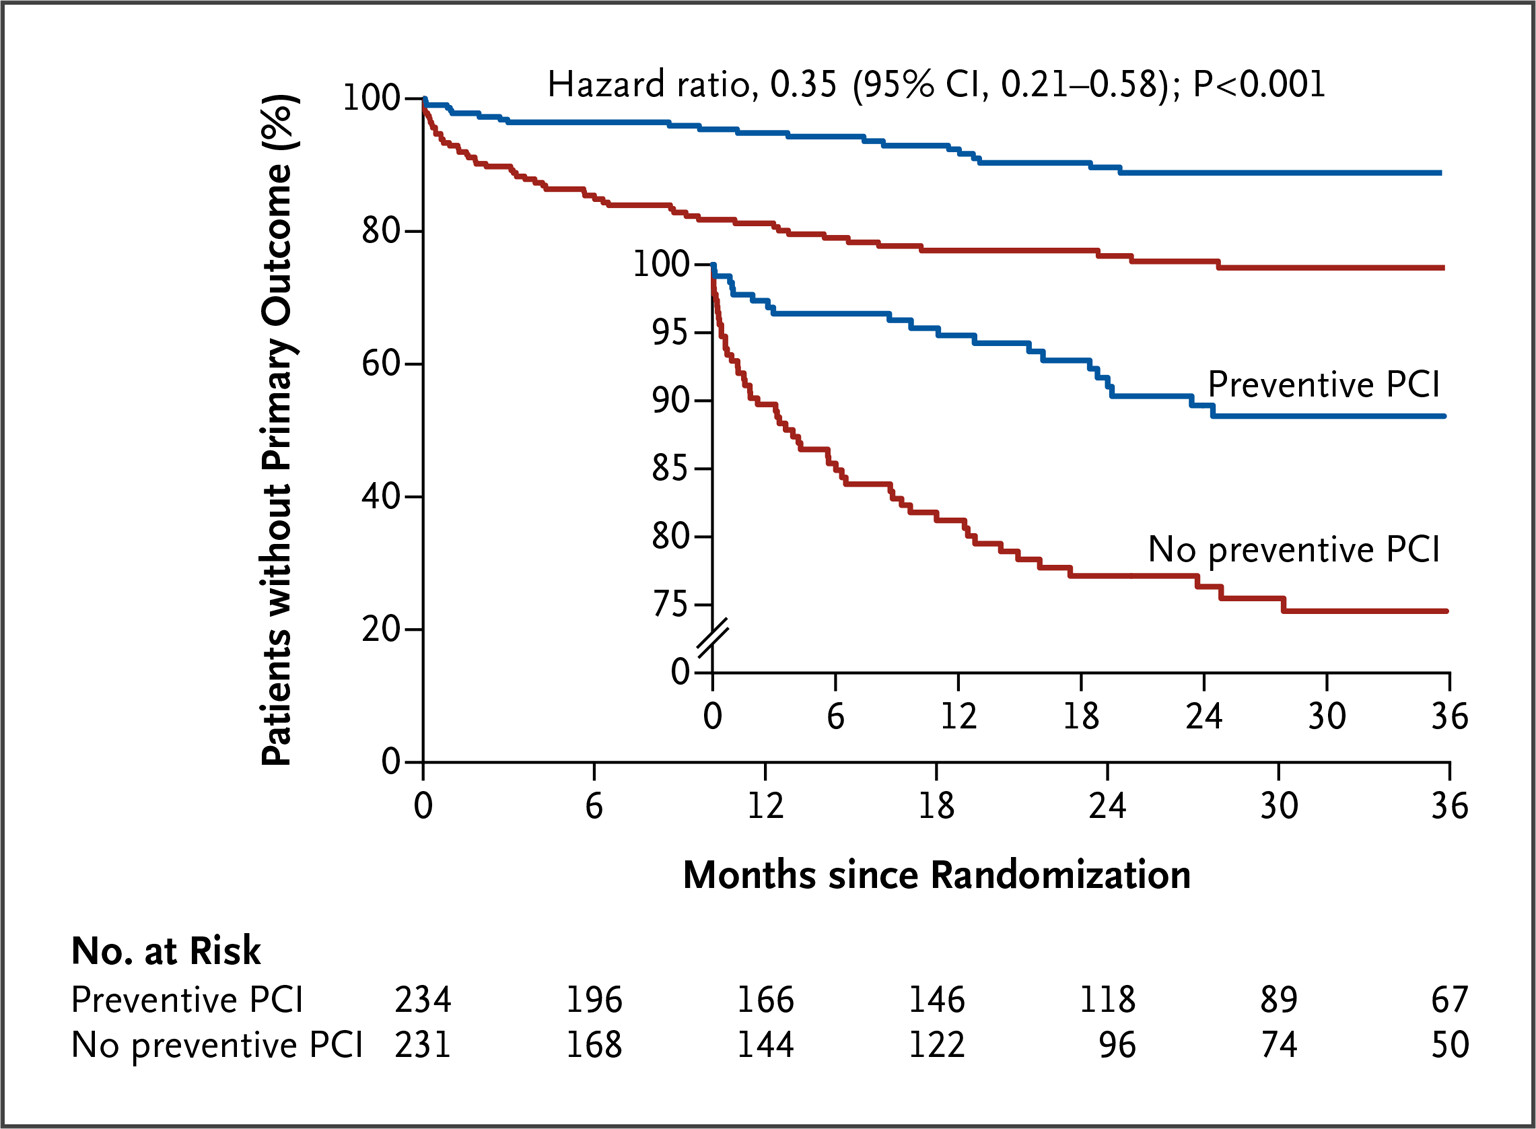 Hazard ratio, 0.35 (95% CI, 0.21–0.58); P<0.001
Patients without Primary Outcome (%)
100
80
60
40
20
0
100
95
90
85
80
75
0
Preventive PCI
No preventive PCI
0 6 12 18 24 30 36
0 6 12 18 24 30 36
Months since Randomization
No. at Risk
Preventive PCI 234 196 166 146 118 89 67
No preventive PCI 231 168 144 122 96 74 50